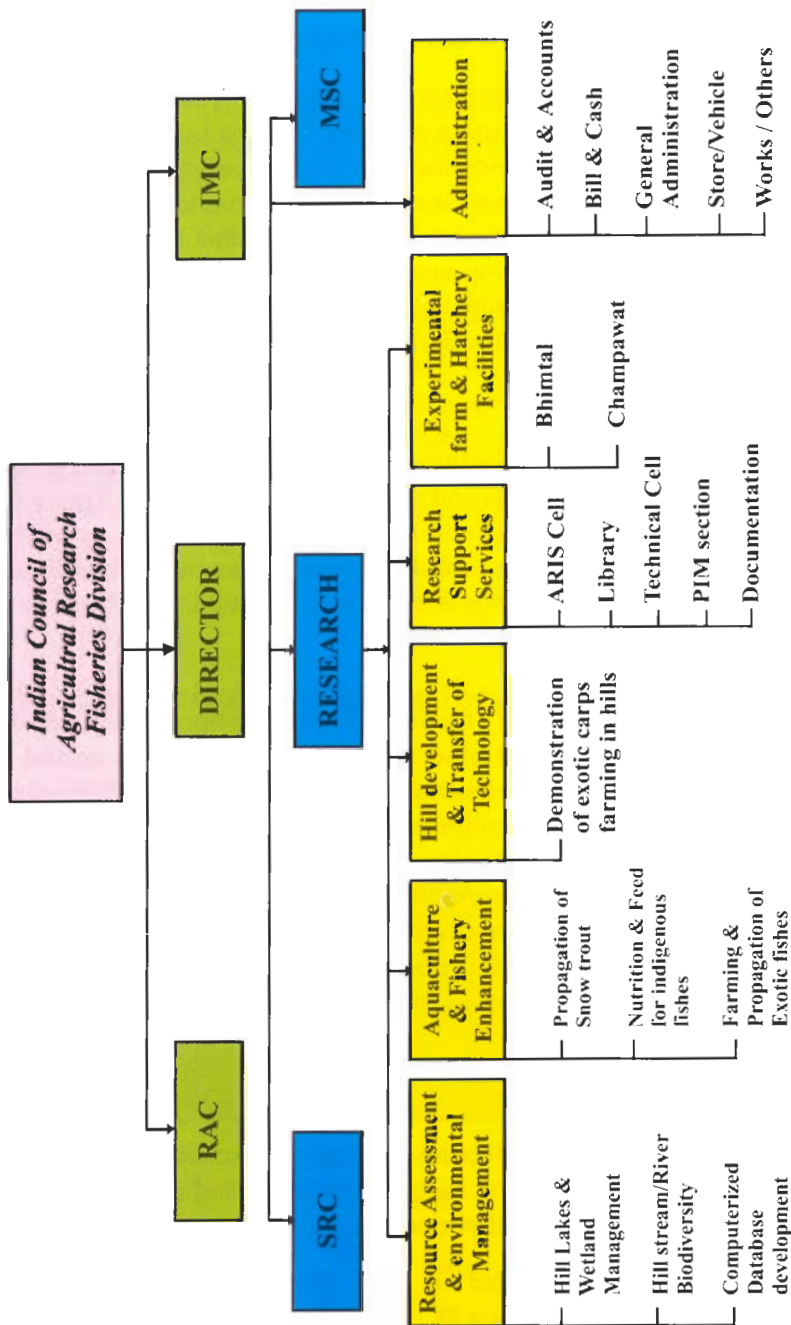 Indian Council of
Agricultral Research
Fisheries Division
RAC
DIRECTOR
IMC
SRC
RESEARCH
MSC
Resource Assessment
& environmental
Management
Hill Lakes &
Wetland
Management
Hill stream/River
Biodiversity
Computerized
Database
development
Aquaculture
& Fishery
Enhancement
Propagation of
Snow trout
Nutrition & Feed
for indigenous
fishes
Farming &
Propagation of
Exotic fishes
Hill development
& Transfer of
Technology
Demonstration
of exotic carps
farming in hills
Research
Support
Services
ARIS Cell
Library
Technical Cell
PIM section
Documentation
Experimental
farm & Hatchery
Facilities
Bhimtal
Champawat
Administration
Audit & Accounts
Bill & Cash
General
Administration
Store/Vehicle
Works / Others